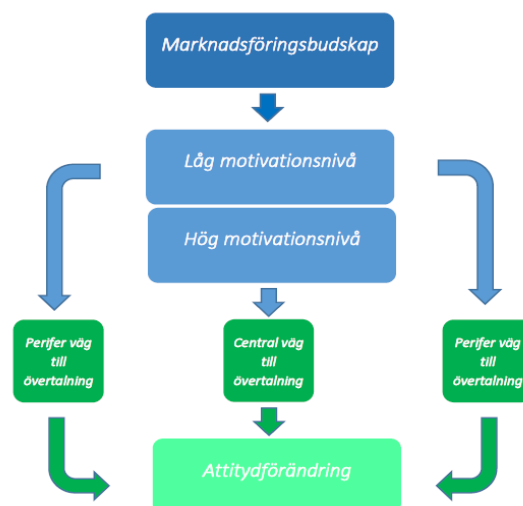 Marknadsföringsbudskap
Låg motivationsnivå
Hög motivationsnivå
Perifer väg
till
övertalning
Central väg
till
övertalning
Perifer väg
till
övertalning
Attitydförändring